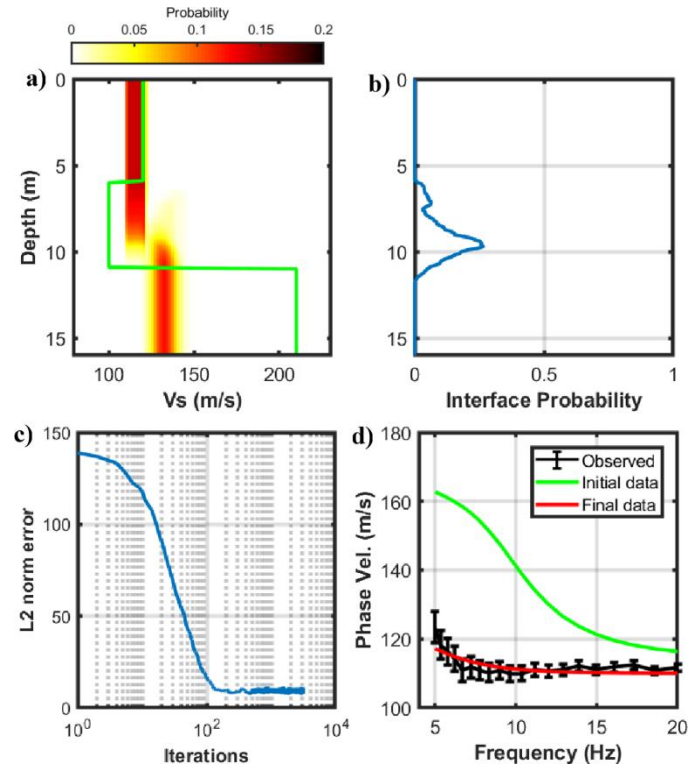 Probability
0 0.05 0.1 0.15 0.2
a)
0
5
10
15
Depth (m)
100 150 200
Vs (m/s)
b)
0
5
10
15
0 0.5 1
Interface Probability
c)
150
100
50
0
L2 norm error
10^0 10^2 10^4
Iterations
d)
180
160
140
120
100
Phase Vel. (m/s)
Observed
Initial data
Final data
5 10 15 20
Frequency (Hz)